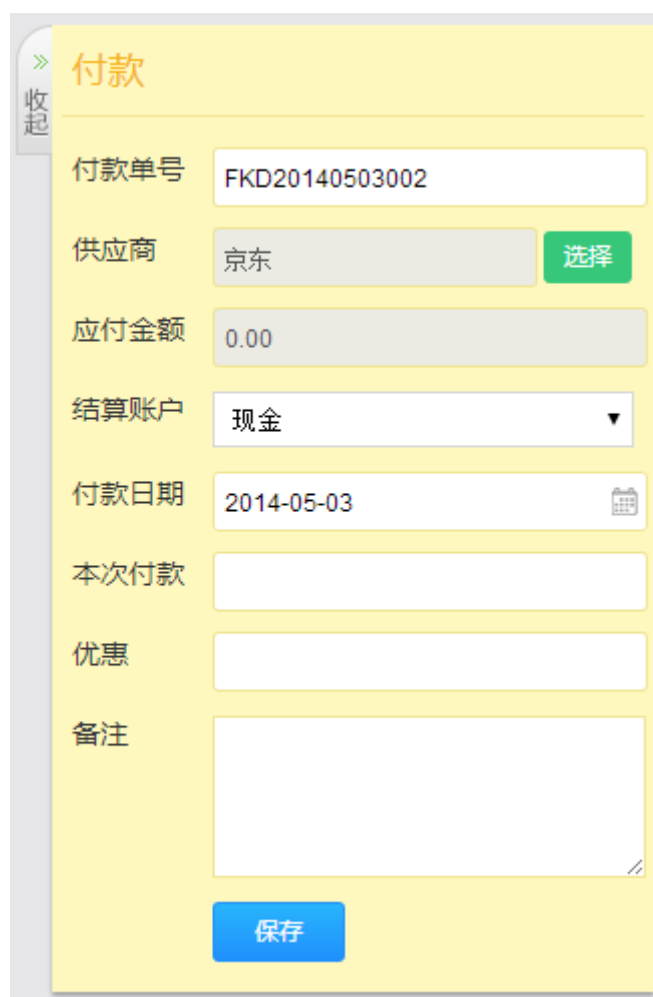 收起
付款
付款单号 FKD20140503002
供应商 京东 选择
应付金额 0.00
结算账户 现金
付款日期 2014-05-03
本次付款
优惠
备注
保存